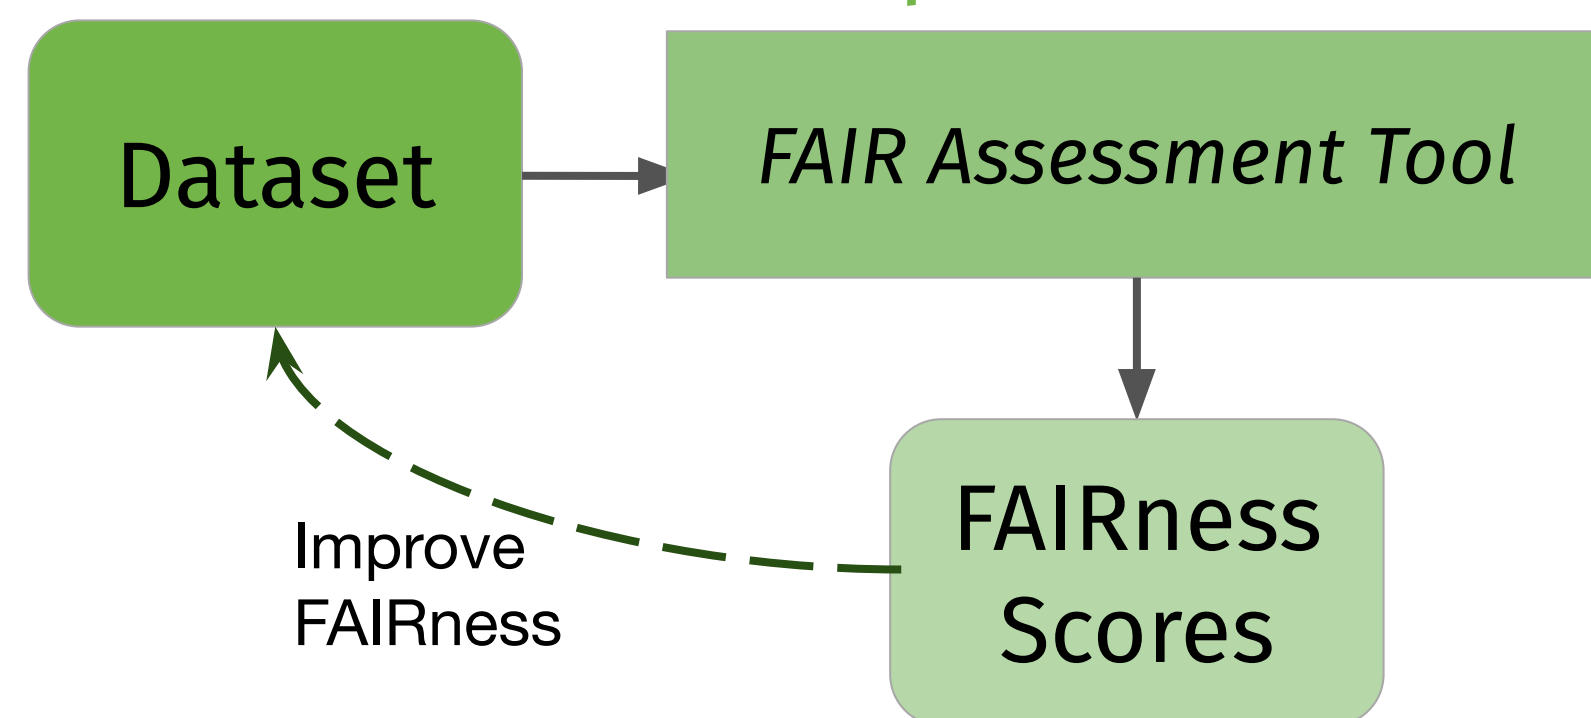 Dataset
FAIR Assessment Tool
FAIRness
Scores
Improve
FAIRness